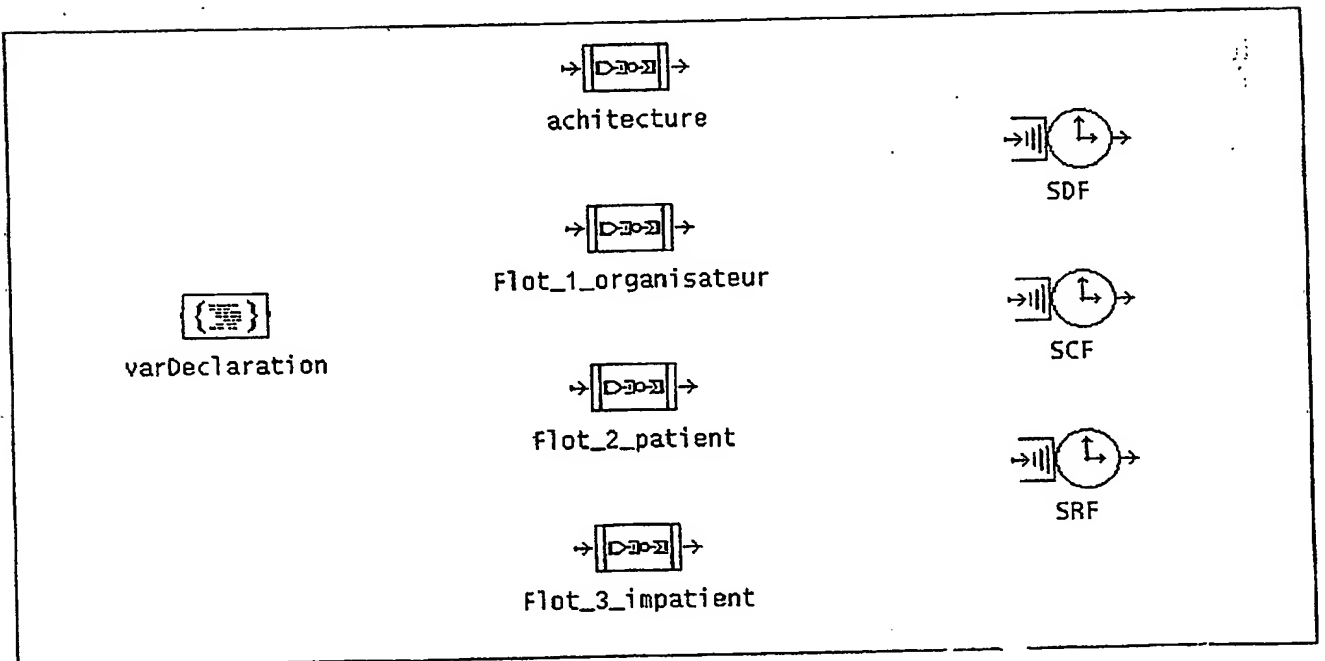 achitecture
SDF
Flot_1_organisateur
varDeclaration
SCF
Flot_2_patient
SRF
Flot_3_impatient